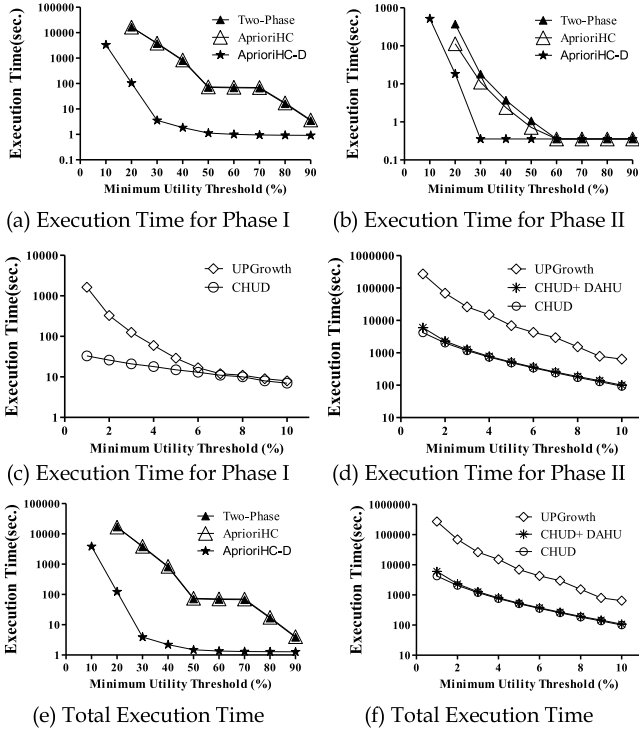 Execution Time(sec.)
100000
10000
1000
100
10
1
0.1
0 10 20 30 40 50 60 70 80 90
Minimum Utility Threshold (%)
Two-Phase
AprioriHC
AprioriHC-D
(a) Execution Time for Phase I
Execution Time(sec.)
1000
100
10
1
0.1
0 10 20 30 40 50 60 70 80 90
Minimum Utility Threshold (%)
Two-Phase
AprioriHC
AprioriHC-D
(b) Execution Time for Phase II
Execution Time(sec.)
10000
1000
100
10
1
0 2 4 6 8 10
Minimum Utility Threshold (%)
UPGrowth
CHUD
(c) Execution Time for Phase I
Execution Time(sec.)
1000000
100000
10000
1000
100
10
0 2 4 6 8 10
Minimum Utility Threshold (%)
UPGrowth
CHUD+ DAHU
CHUD
(d) Execution Time for Phase II
Execution Time(sec.)
100000
10000
1000
100
10
1
0 10 20 30 40 50 60 70 80 90
Minimum Utility Threshold (%)
Two-Phase
AprioriHC
AprioriHC-D
(e) Total Execution Time
Execution Time(sec.)
1000000
100000
10000
1000
100
10
0 2 4 6 8 10
Minimum Utility Threshold (%)
UPGrowth
CHUD+ DAHU
CHUD
(f) Total Execution Time